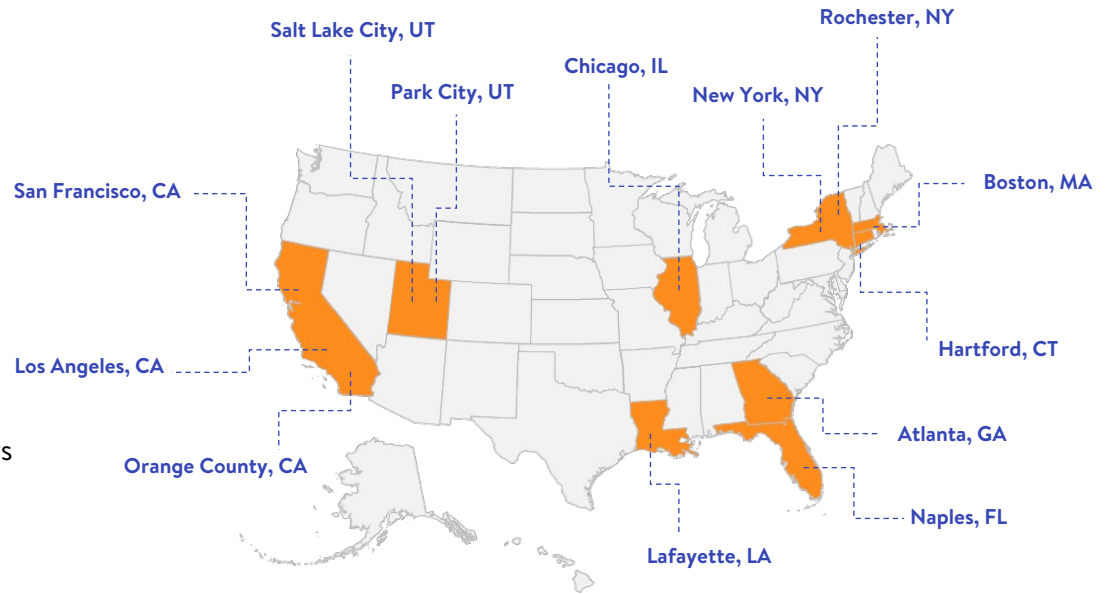 Rochester, NY
Salt Lake City, UT
Chicago, IL
Park City, UT
New York, NY
San Francisco, CA
Boston, MA
Hartford, CT
Los Angeles, CA
Atlanta, GA
Orange County, CA
Naples, FL
Lafayette, LA